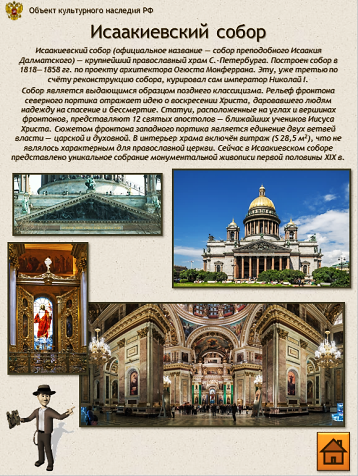 Объект культурного наследия РФ
Исаакиевский собор
Исаакиевский собор (официальное название — собор преподобного Исаакия
Далматского) — крупнейший православный храм С.-Петербурга. Построен собор в
1818—1858 гг. по проекту архитектора Огюста Монферрана. Эту, уже третью по
счёту реконструкцию собора, курировал сам император Николай I.
Собор является выдающимся образцом позднего классицизма. Рельеф фронтона
северного портика отражает идею о воскресении Христа, даровавшего людям
надежду на спасение и бессмертие. Статуи, расположенные на углах и вершинах
фронтонов, представляют 12 святых апостолов — ближайших учеников Иисуса
Христа. Сюжетом фронтона западного портика является единение двух ветвей
власти — царской и духовной. В интерьер храма включён витраж (S 28,5 м²), что не
являлось характерным для православной церкви. Сейчас в Исаакиевском соборе
представлено уникальное собрание монументальной живописи первой половины XIX в.